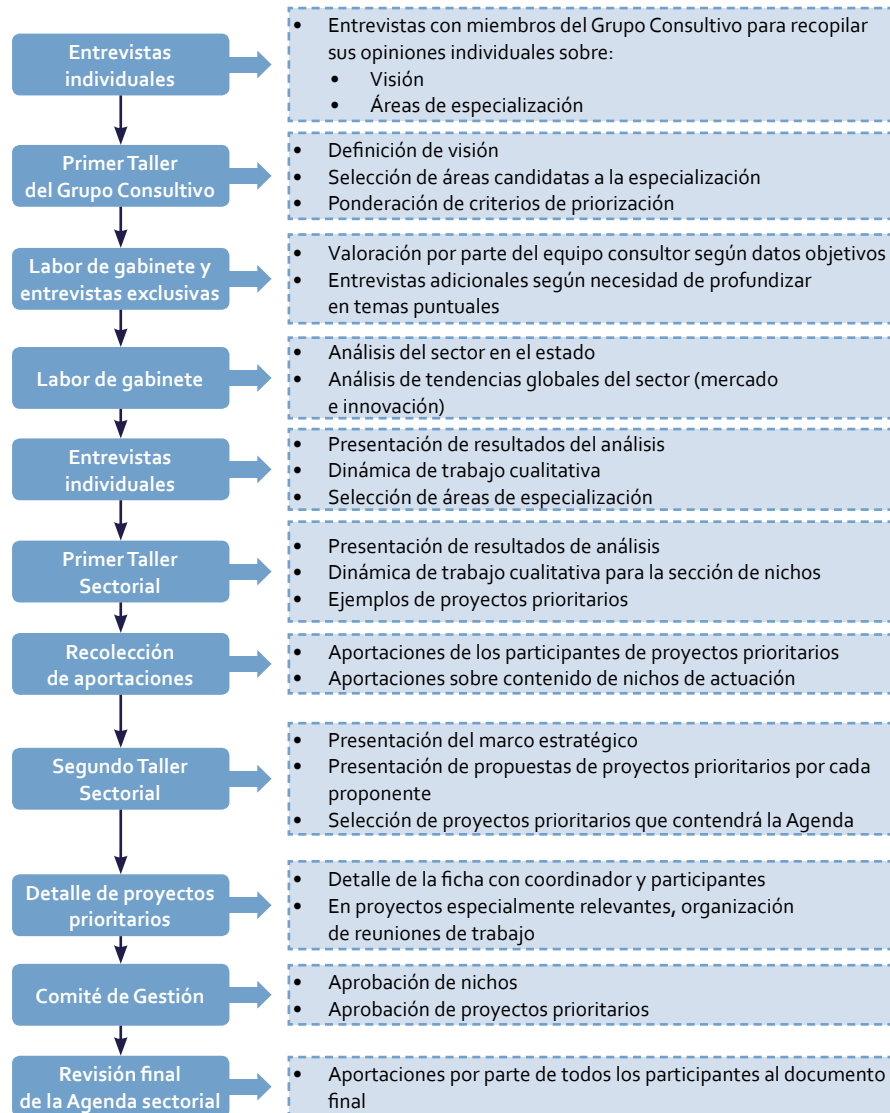 Entrevistas
individuales
• Entrevistas con miembros del Grupo Consultivo para recopilar
sus opiniones individuales sobre:
• Visión
• Áreas de especialización
Primer Taller
del Grupo Consultivo
• Definición de visión
• Selección de áreas candidatas a la especialización
• Ponderación de criterios de priorización
Labor de gabinete y
entrevistas exclusivas
• Valoración por parte del equipo consultor según datos objetivos
• Entrevistas adicionales según necesidad de profundizar
en temas puntuales
Labor de gabinete
• Análisis del sector en el estado
• Análisis de tendencias globales del sector (mercado
e innovación)
Entrevistas
individuales
• Presentación de resultados del análisis
• Dinámica de trabajo cualitativa
• Selección de áreas de especialización
Primer Taller
Sectorial
• Presentación de resultados de análisis
• Dinámica de trabajo cualitativa para la sección de nichos
• Ejemplos de proyectos prioritarios
Recolección
de aportaciones
• Aportaciones de los participantes de proyectos prioritarios
• Aportaciones sobre contenido de nichos de actuación
Segundo Taller
Sectorial
• Presentación del marco estratégico
• Presentación de propuestas de proyectos prioritarios por cada
proponente
• Selección de proyectos prioritarios que contendrá la Agenda
Detalle de proyectos
prioritarios
• Detalle de la ficha con coordinador y participantes
• En proyectos especialmente relevantes, organización
de reuniones de trabajo
Comité de Gestión
• Aprobación de nichos
• Aprobación de proyectos prioritarios
Revisión final
de la Agenda sectorial
• Aportaciones por parte de todos los participantes al documento
final